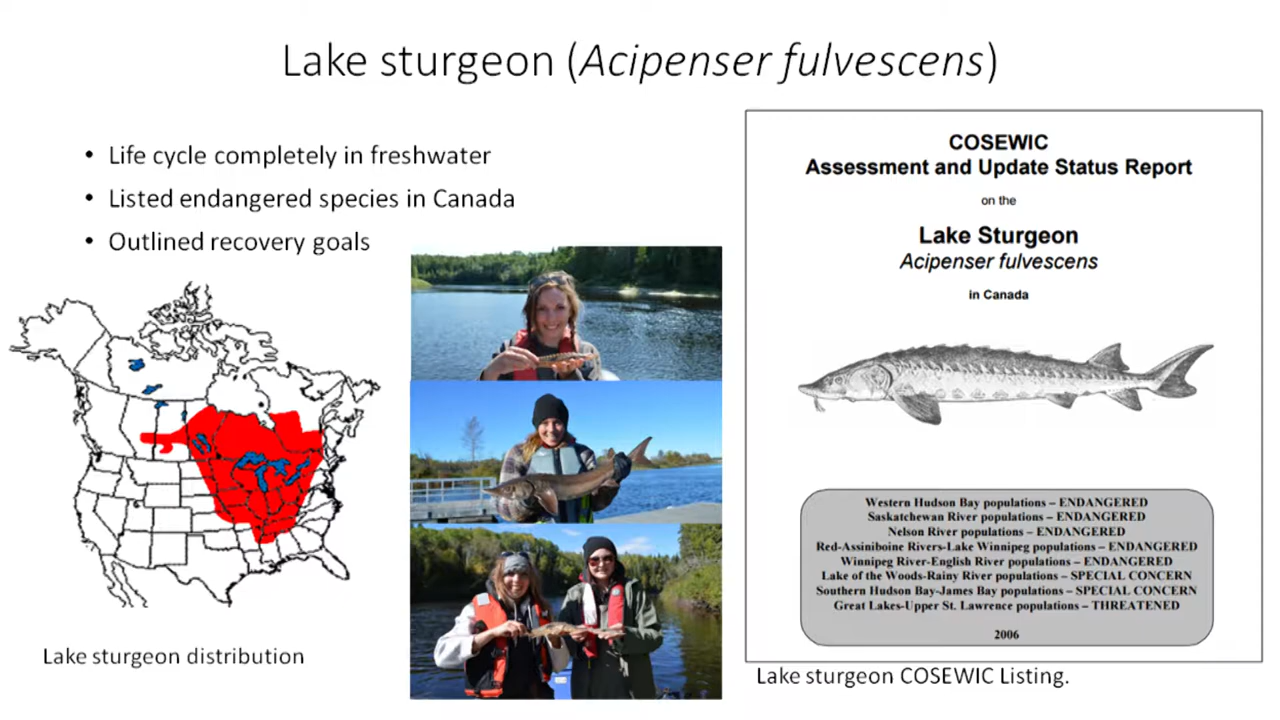 Lake sturgeon (Acipenser fulvescens)
• Life cycle completely in freshwater
• Listed endangered species in Canada
• Outlined recovery goals
Lake sturgeon distribution
COSEWIC
Assessment and Update Status Report
on the
Lake Sturgeon
Acipenser fulvescens
in Canada
Western Hudson Bay populations – ENDANGERED
Saskatchewan River populations – ENDANGERED
Nelson River populations – ENDANGERED
Red-Assiniboine Rivers-Lake Winnipeg populations – ENDANGERED
Winnipeg River-English River populations – ENDANGERED
Lake of the Woods-Rainy River populations – SPECIAL CONCERN
Southern Hudson Bay-James Bay populations – SPECIAL CONCERN
Great Lakes-Upper St. Lawrence populations – THREATENED
2006
Lake sturgeon COSEWIC Listing.